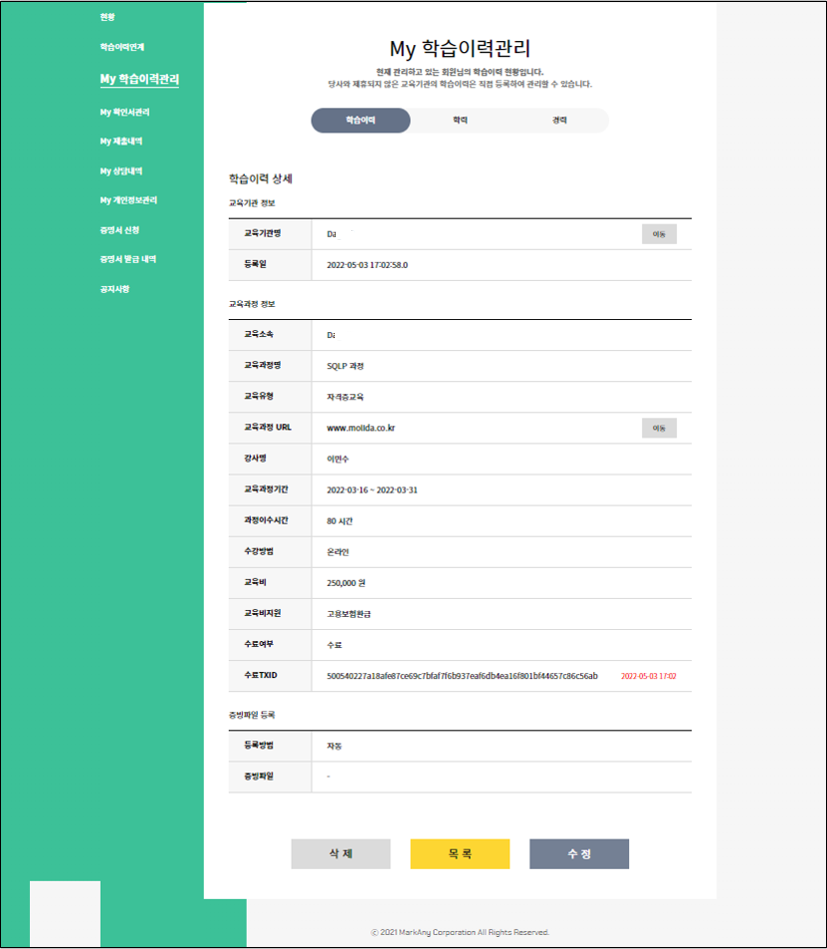 현황
학습이력연계
My 학습이력관리
My 확인서관리
My 제출내역
My 상담내역
My 개인정보관리
증명서 신청
증명서 발급 내역
공지사항
My 학습이력관리
현재 관리하고 있는 회원님의 학습이력 현황입니다.
당사와 제휴되지 않은 교육기관의 학습이력은 직접 등록하여 관리할 수 있습니다.
학습이력 학력 경력
학습이력 상세
교육기관 정보
교육기관명 Da 이동
등록일 2022-05-03 17:02:58.0
교육과정 정보
교육소속 Da
교육과정명 SQLP 과정
교육유형 자격증교육
교육과정 URL www.moiida.co.kr 이동
강사명 이민수
교육과정기간 2022-03-16 ~ 2022-03-31
과정이수시간 80 시간
수강방법 온라인
교육비 250,000 원
교육비지원 고용보험환급
수료여부 수료
수료TXID 500540227a18afe87ce69c7bfaf7f6b937eaf6db4ea16f801bf44657c86c56ab 2022-05-03 17:02
증빙파일 등록
등록방법 자동
증빙파일 -
삭 제 목 록 수 정
© 2021 MarkAny Corporation All Rights Reserved.